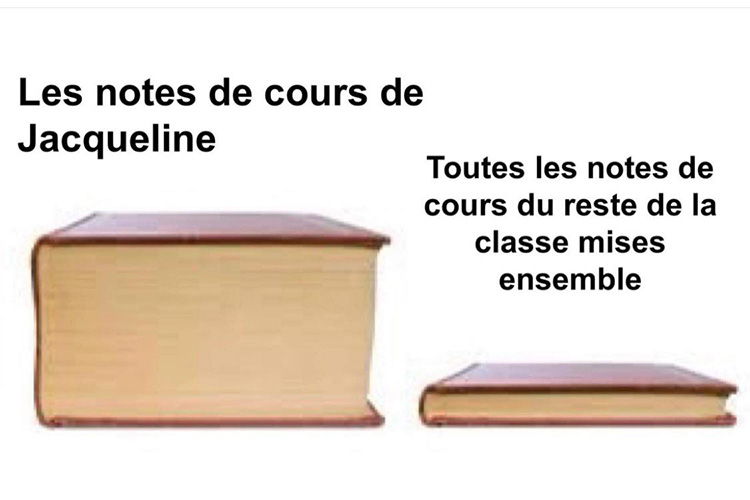 Les notes de cours de
Jacqueline
Toutes les notes de
cours du reste de la
classe mises
ensemble